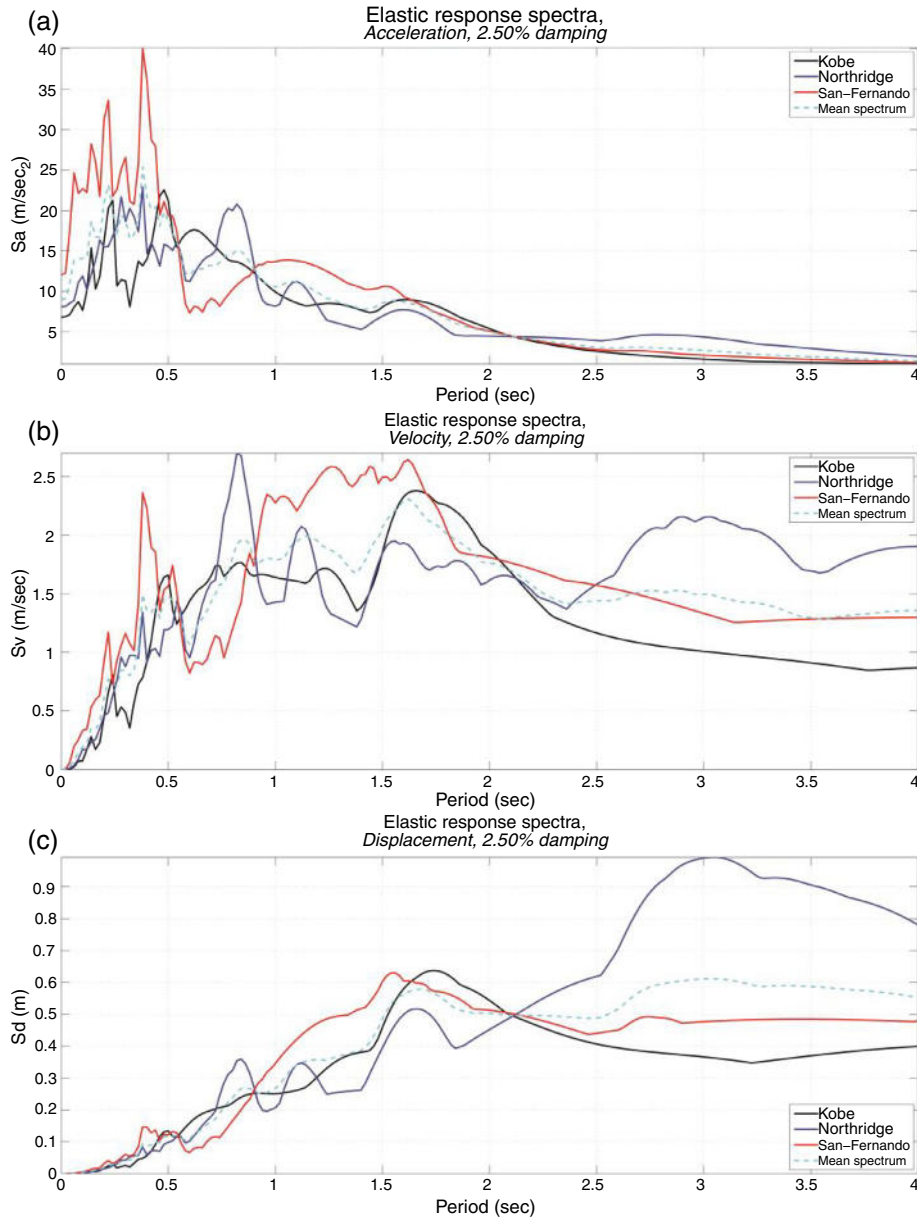 (a)
Elastic response spectra,
Acceleration, 2.50% damping
Sa (m/sec2)
40
35
30
25
20
15
10
5
0 0.5 1 1.5 2 2.5 3 3.5 4
Period (sec)
Kobe
Northridge
San-Fernando
Mean spectrum
(b)
Elastic response spectra,
Velocity, 2.50% damping
Sv (m/sec)
2.5
2
1.5
1
0.5
0
0 0.5 1 1.5 2 2.5 3 3.5 4
Period (sec)
Kobe
Northridge
San-Fernando
Mean spectrum
(c)
Elastic response spectra,
Displacement, 2.50% damping
Sd (m)
0.9
0.8
0.7
0.6
0.5
0.4
0.3
0.2
0.1
0
0 0.5 1 1.5 2 2.5 3 3.5 4
Period (sec)
Kobe
Northridge
San-Fernando
Mean spectrum